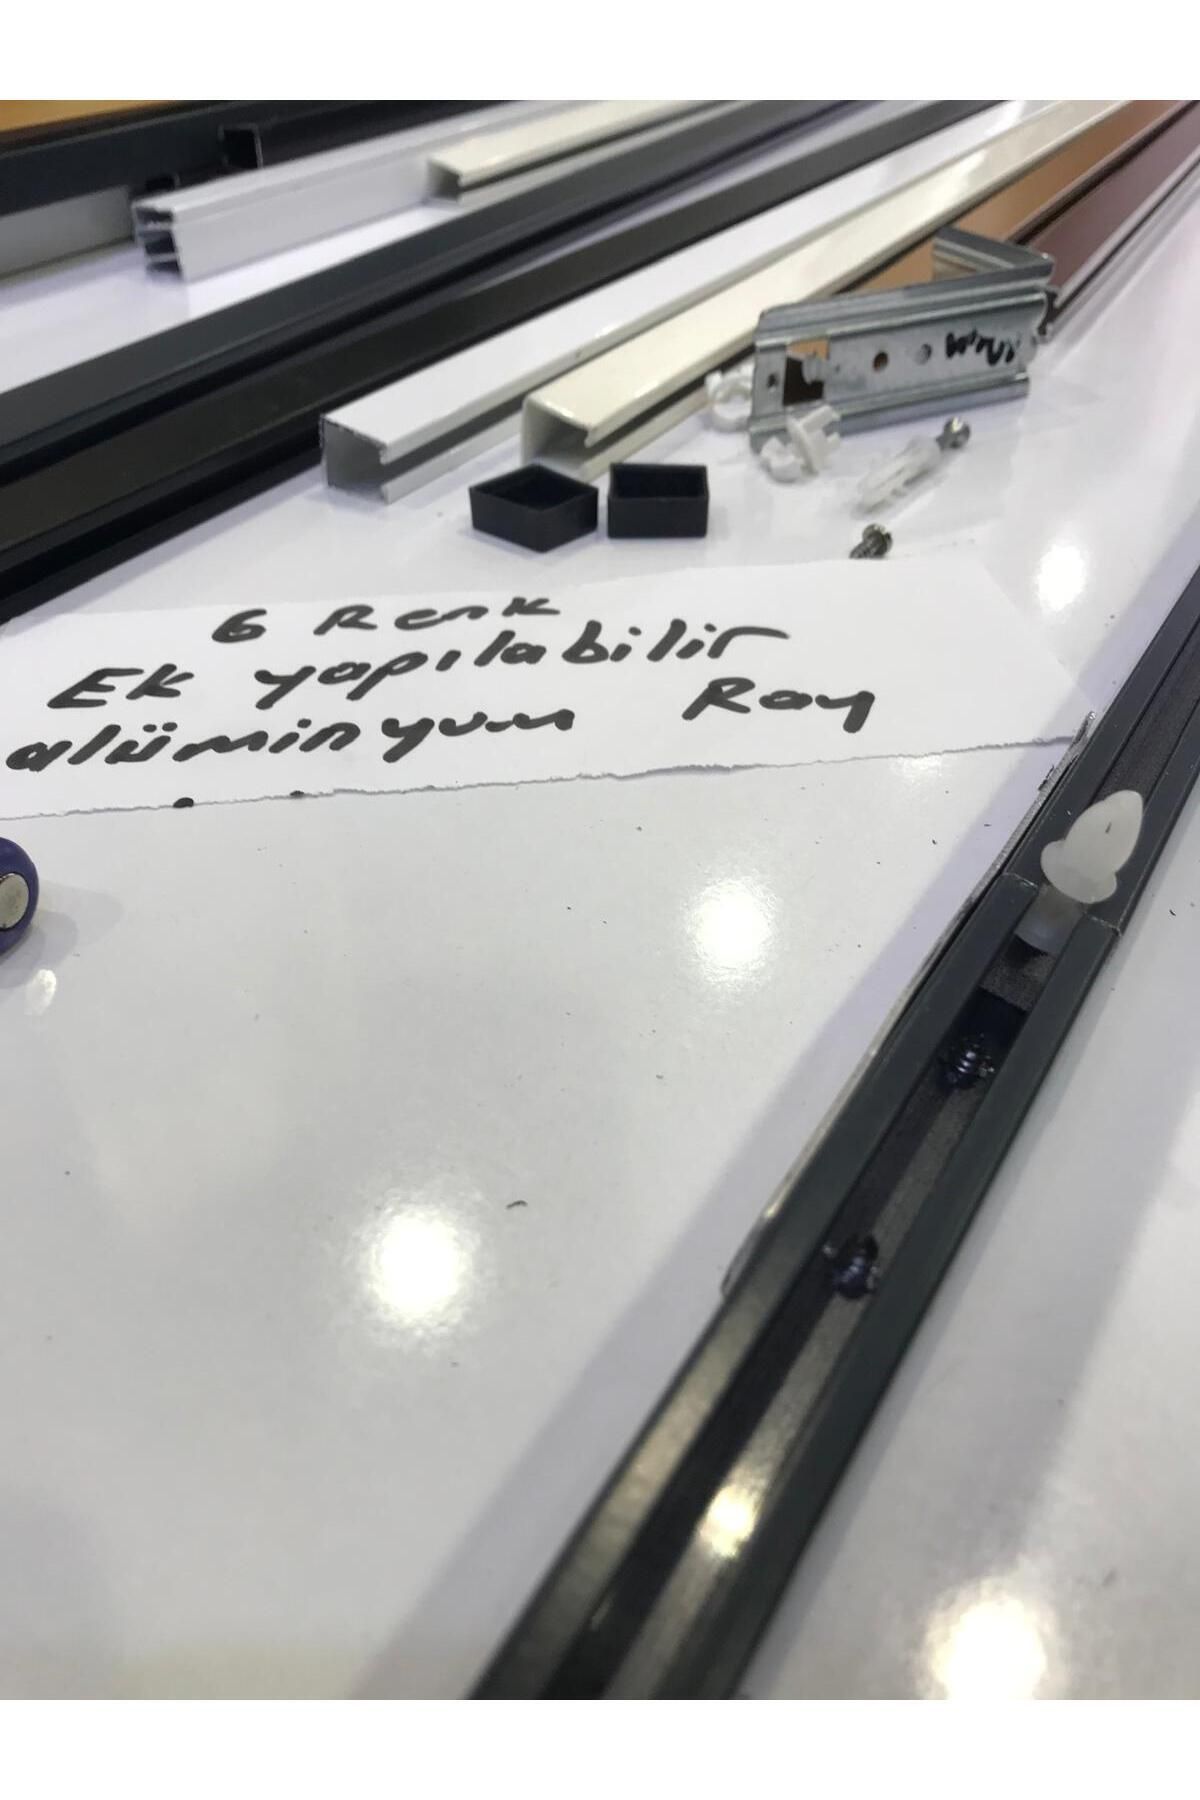 6 Renk
Ek yapılabilir
alüminyum Ray